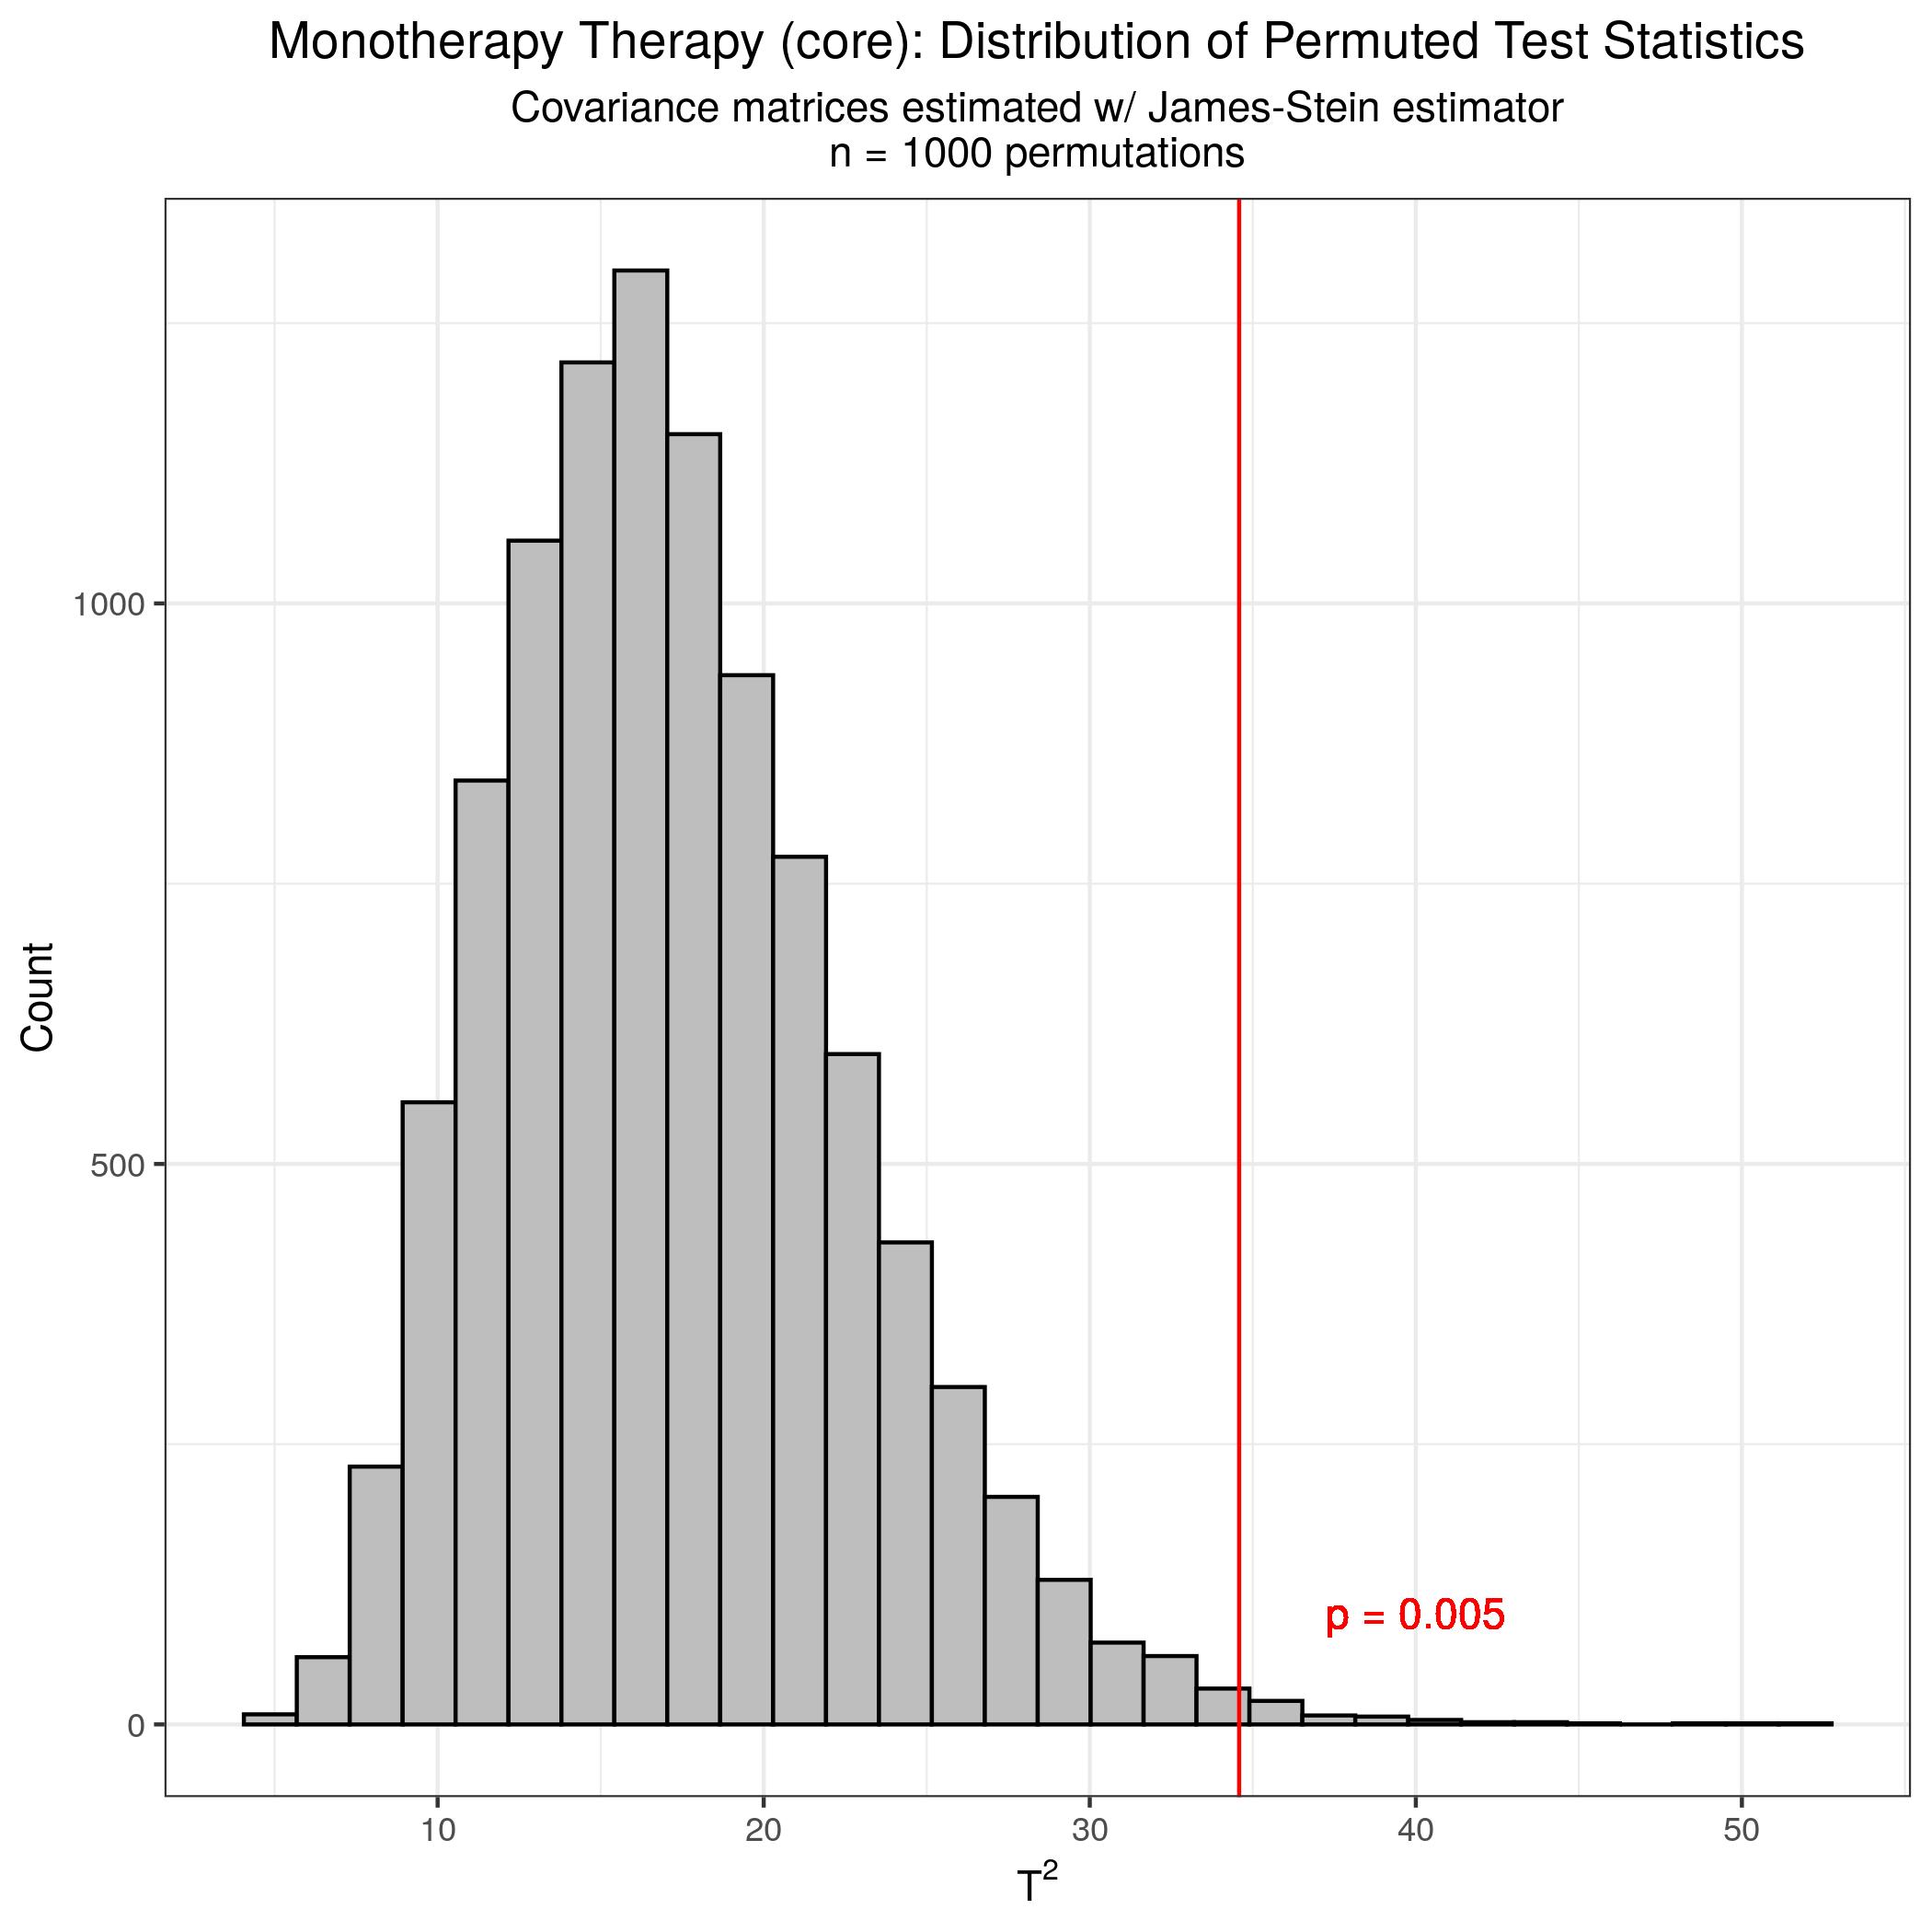 Monotherapy Therapy (core): Distribution of Permuted Test Statistics
Covariance matrices estimated w/ James-Stein estimator
n = 1000 permutations
Count
1000
500
0
p = 0.005
10 20 30 40 50
T²